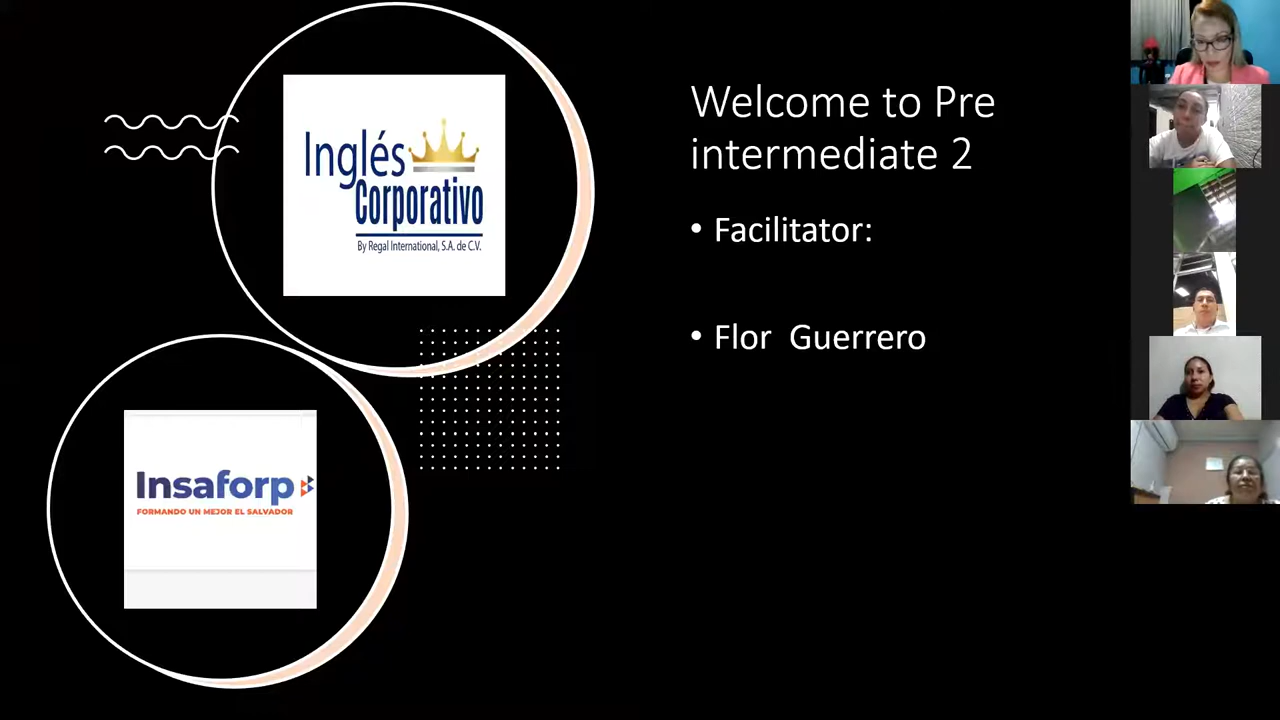 Inglés
Corporativo
By Regal International, S.A. de C.V.
Insaforp
FORMANDO UN MEJOR EL SALVADOR
Welcome to Pre
intermediate 2
• Facilitator:
• Flor Guerrero